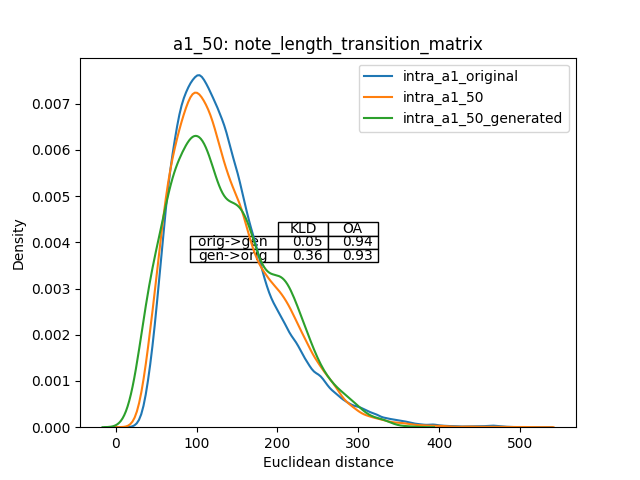 a1_50: note_length_transition_matrix
intra_a1_original
intra_a1_50
intra_a1_50_generated
0.007
0.006
0.005
0.004
0.003
0.002
0.001
0.000
Density
KLD OA
orig->gen 0.05 0.94
gen->orig 0.36 0.93
0 100 200 300 400 500
Euclidean distance